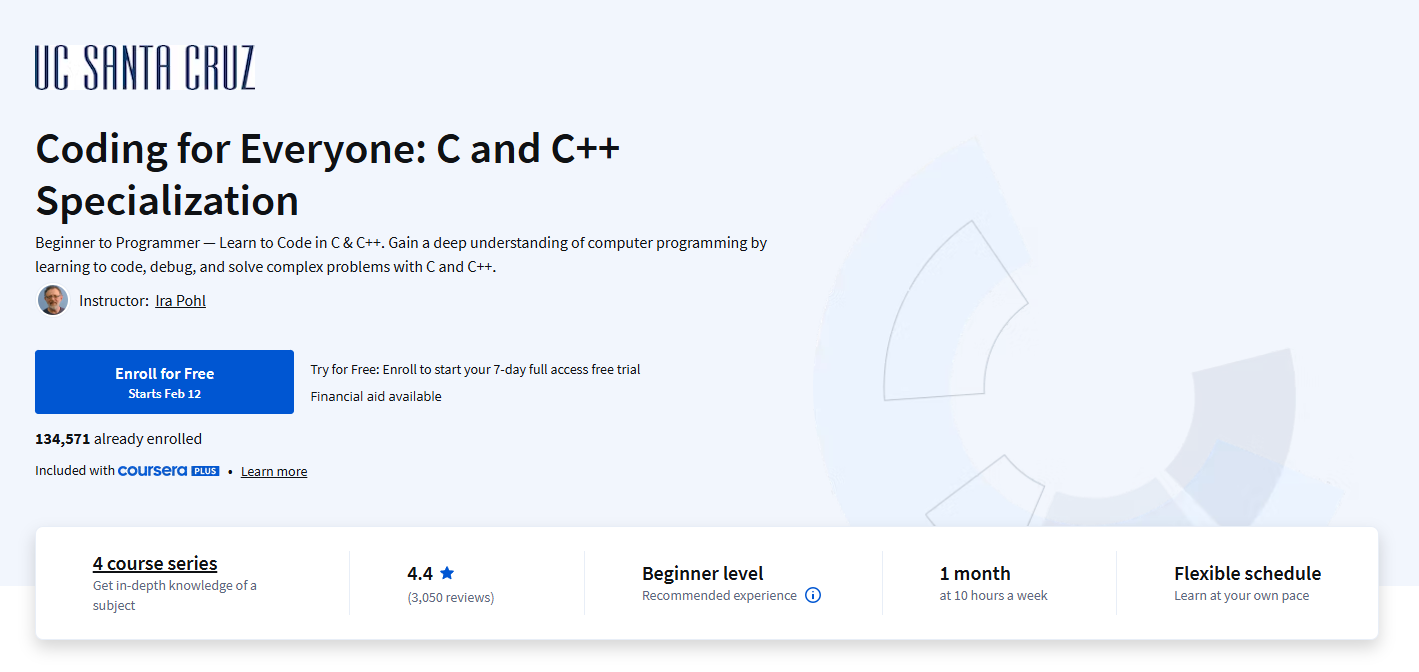 UC SANTA CRUZ
Coding for Everyone: C and C++
Specialization
Beginner to Programmer — Learn to Code in C & C++. Gain a deep understanding of computer programming by
learning to code, debug, and solve complex problems with C and C++.
Instructor: Ira Pohl
Enroll for Free
Starts Feb 12
Try for Free: Enroll to start your 7-day full access free trial
Financial aid available
134,571 already enrolled
Included with coursera PLUS • Learn more
4 course series
Get in-depth knowledge of a
subject
4.4
(3,050 reviews)
Beginner level
Recommended experience
1 month
at 10 hours a week
Flexible schedule
Learn at your own pace